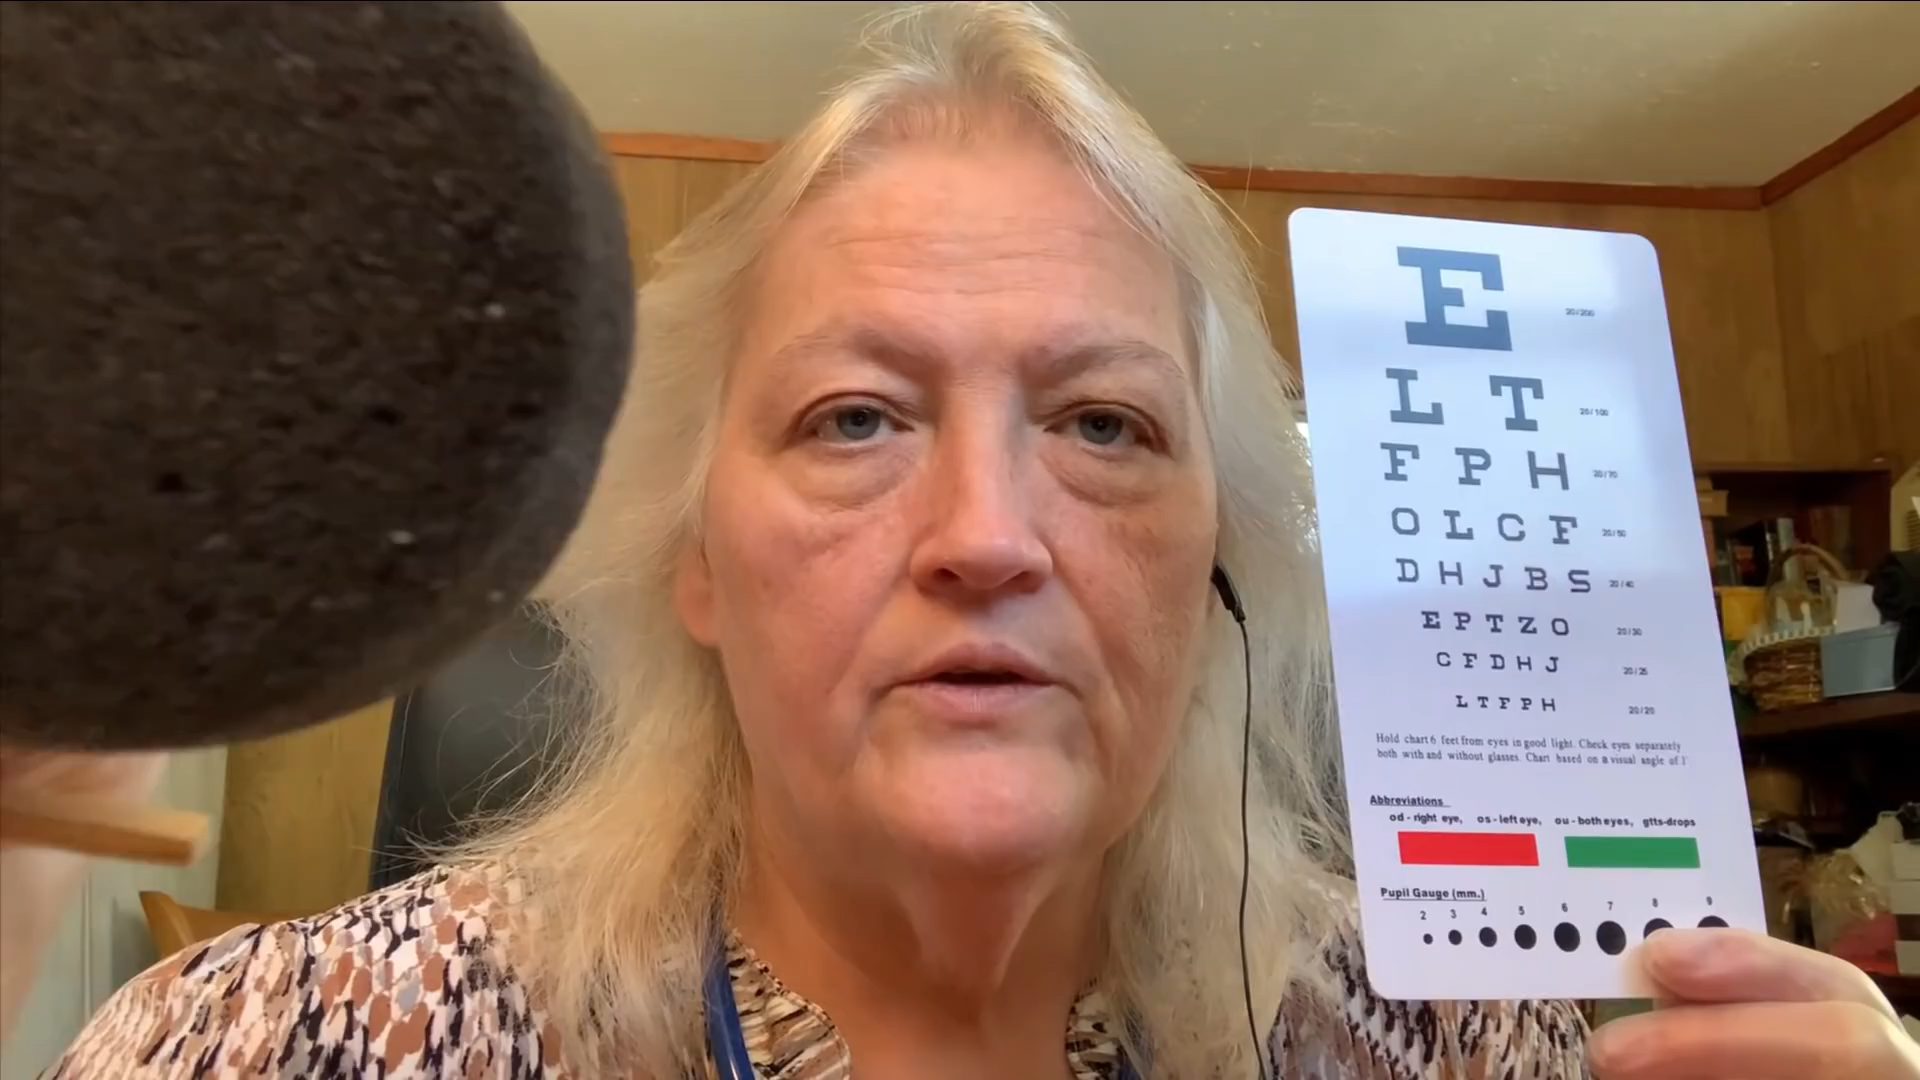 E 20/200
L T 20/100
F P H 20/70
O L C F 20/50
D H J B S 20/40
E P T Z O 20/30
C F D H J 20/25
L T F P H 20/20
Hold chart 6 feet from eyes in good light. Check eyes separately
both with and without glasses. Chart based on a visual angle of 1'
Abbreviations
od - right eye, os - left eye, ou - both eyes, gtts-drops
Pupil Gauge (mm.)
2 3 4 5 6 7 8 9